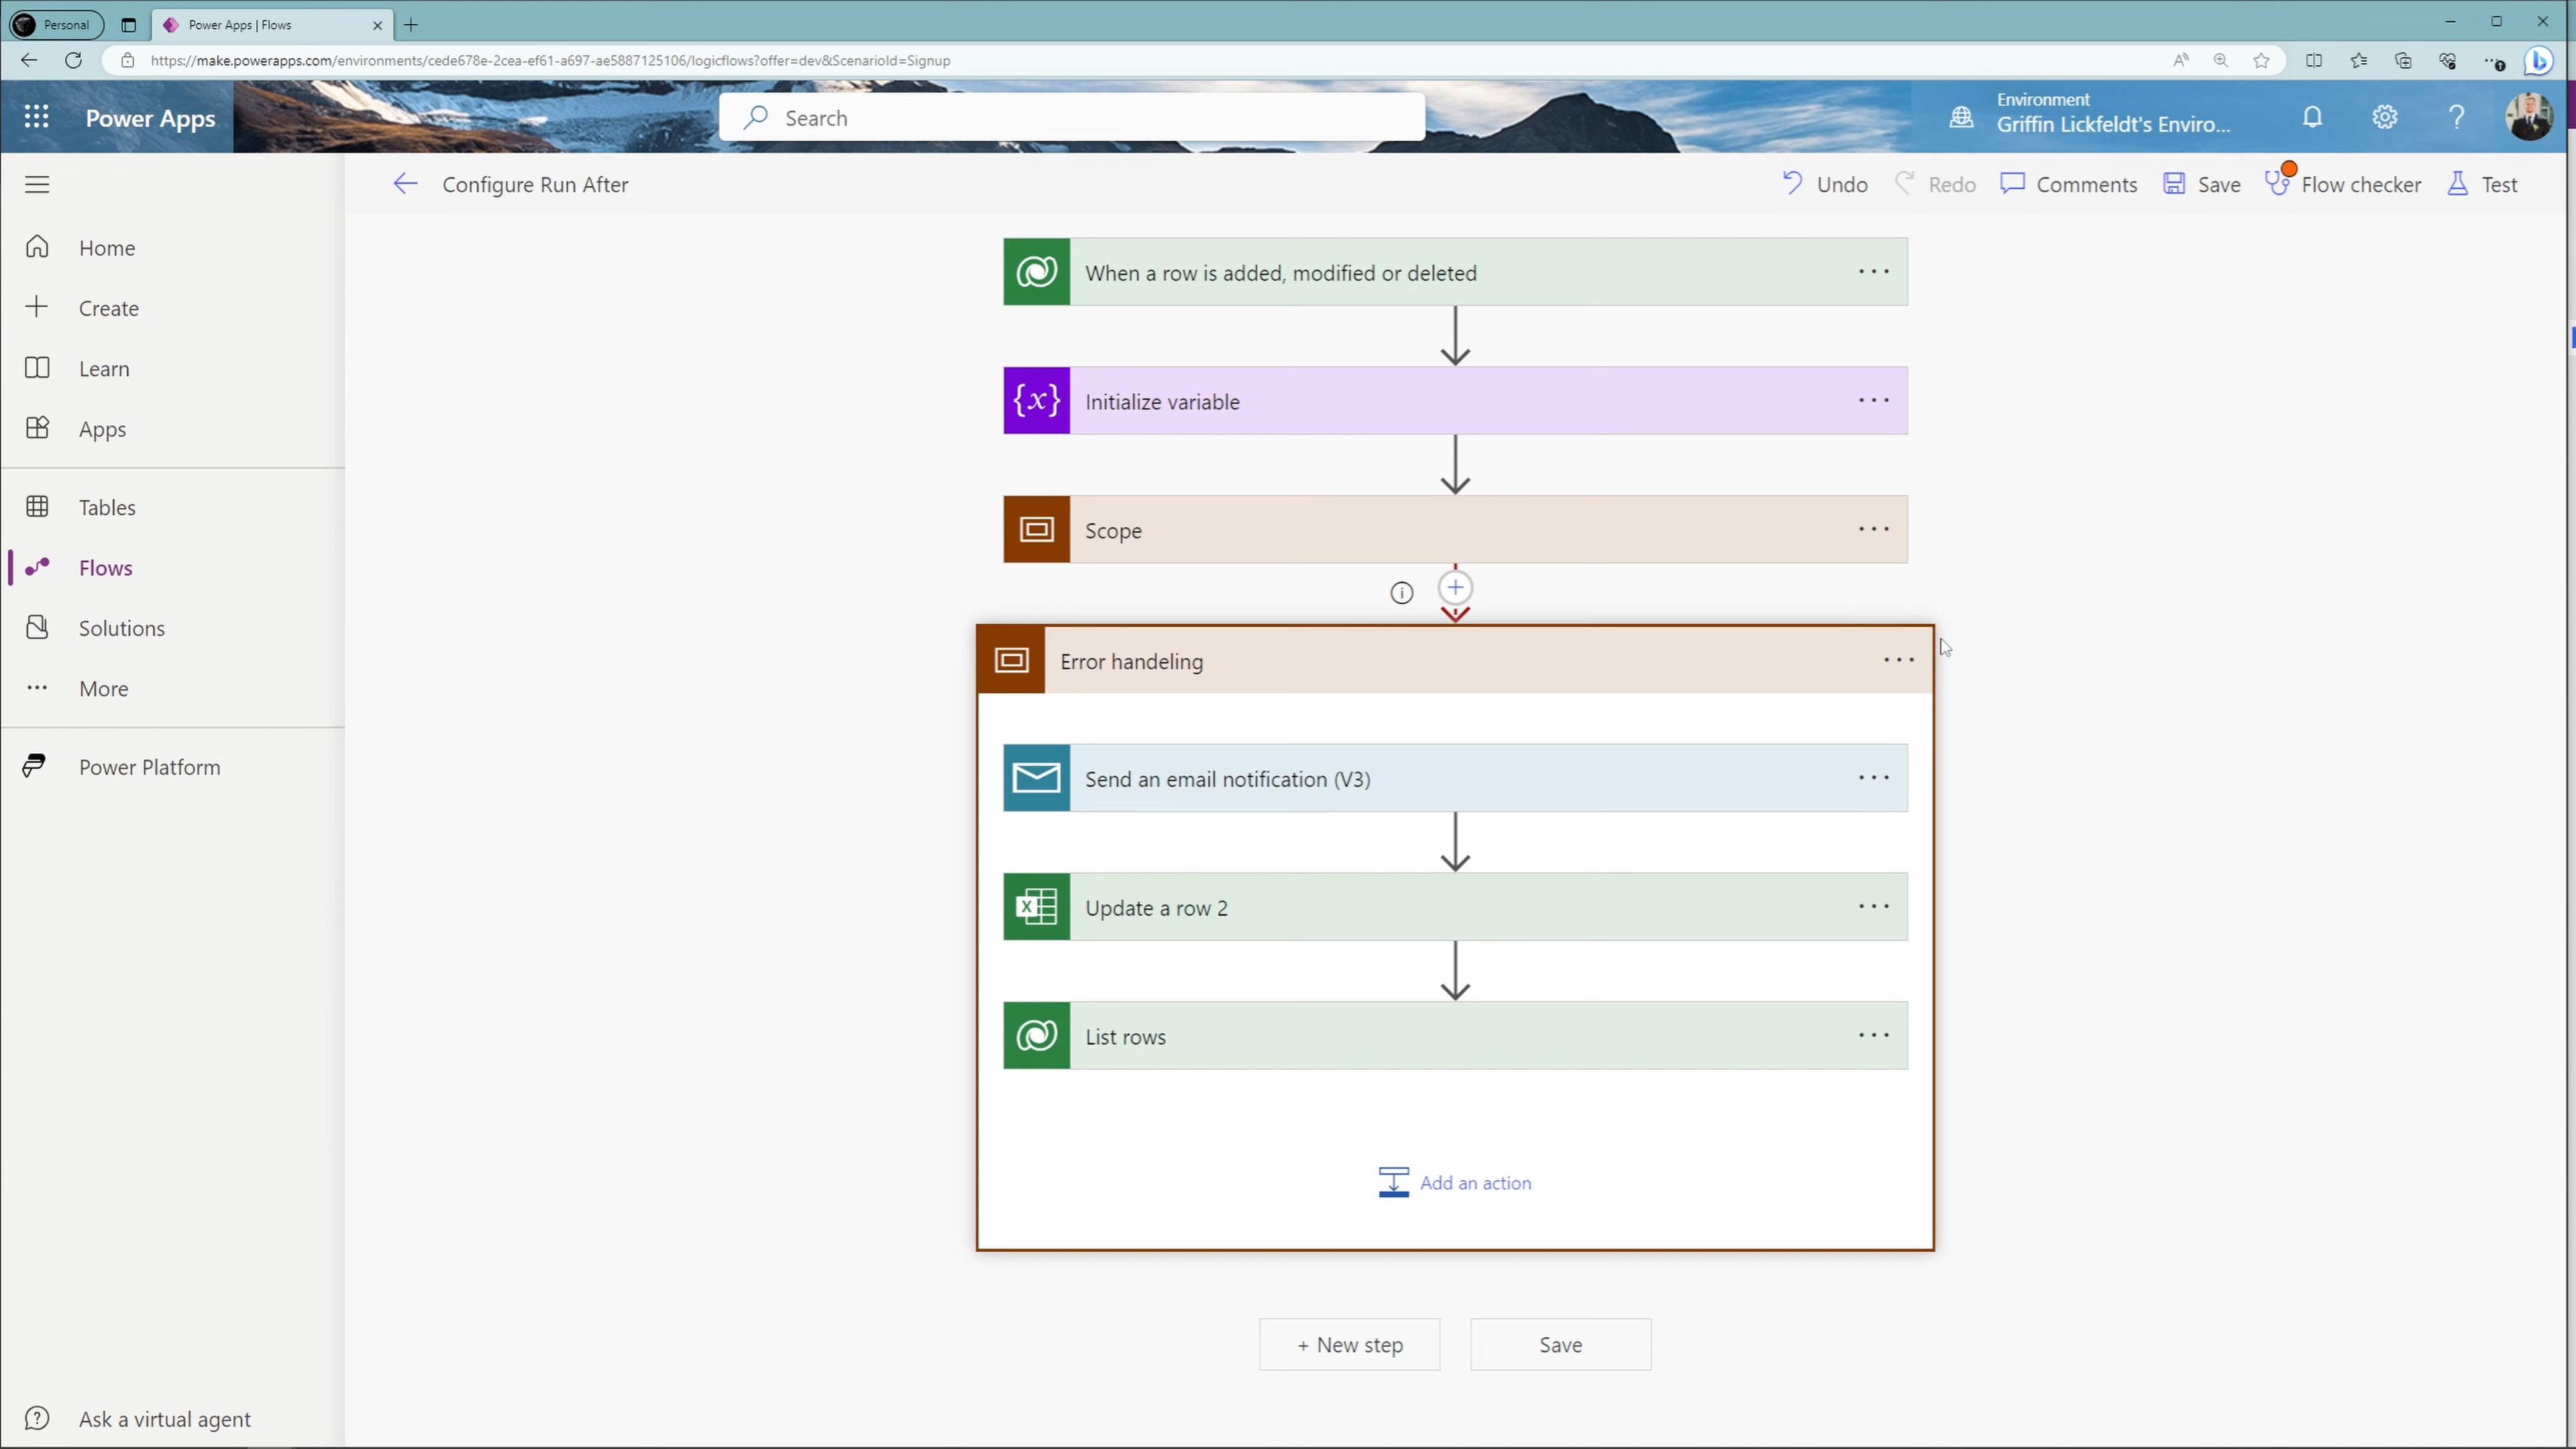 Personal
Power Apps | Flows
https://make.powerapps.com/environments/cede678e-2cea-ef61-a697-ae5887125106/logicflows?offer=dev&ScenarioId=Signup
Power Apps
Search
Environment
Griffin Lickfeldt's Enviro...
Configure Run After
Undo
Redo
Comments
Save
Flow checker
Test
Home
Create
Learn
Apps
Tables
Flows
Solutions
More
Power Platform
Ask a virtual agent
When a row is added, modified or deleted
{x} Initialize variable
Scope
Error handeling
Send an email notification (V3)
Update a row 2
List rows
Add an action
+ New step
Save